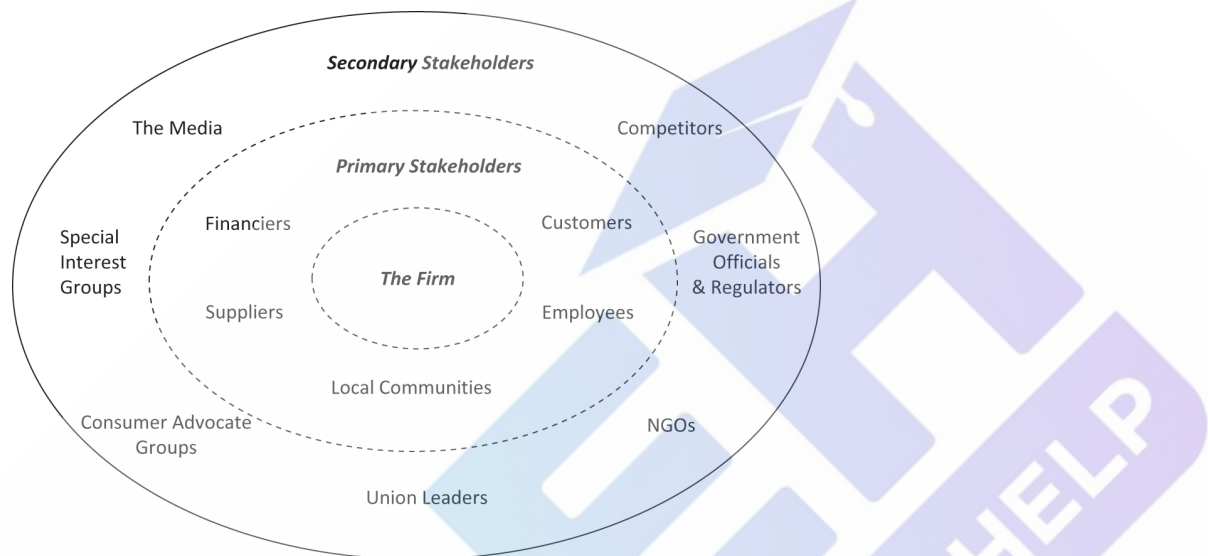 Secondary Stakeholders
The Media
Competitors
Primary Stakeholders
Financiers
Customers
Special
Interest
Groups
Government
Officials
& Regulators
The Firm
Suppliers
Employees
Local Communities
Consumer Advocate
Groups
NGOs
Union Leaders
HELP